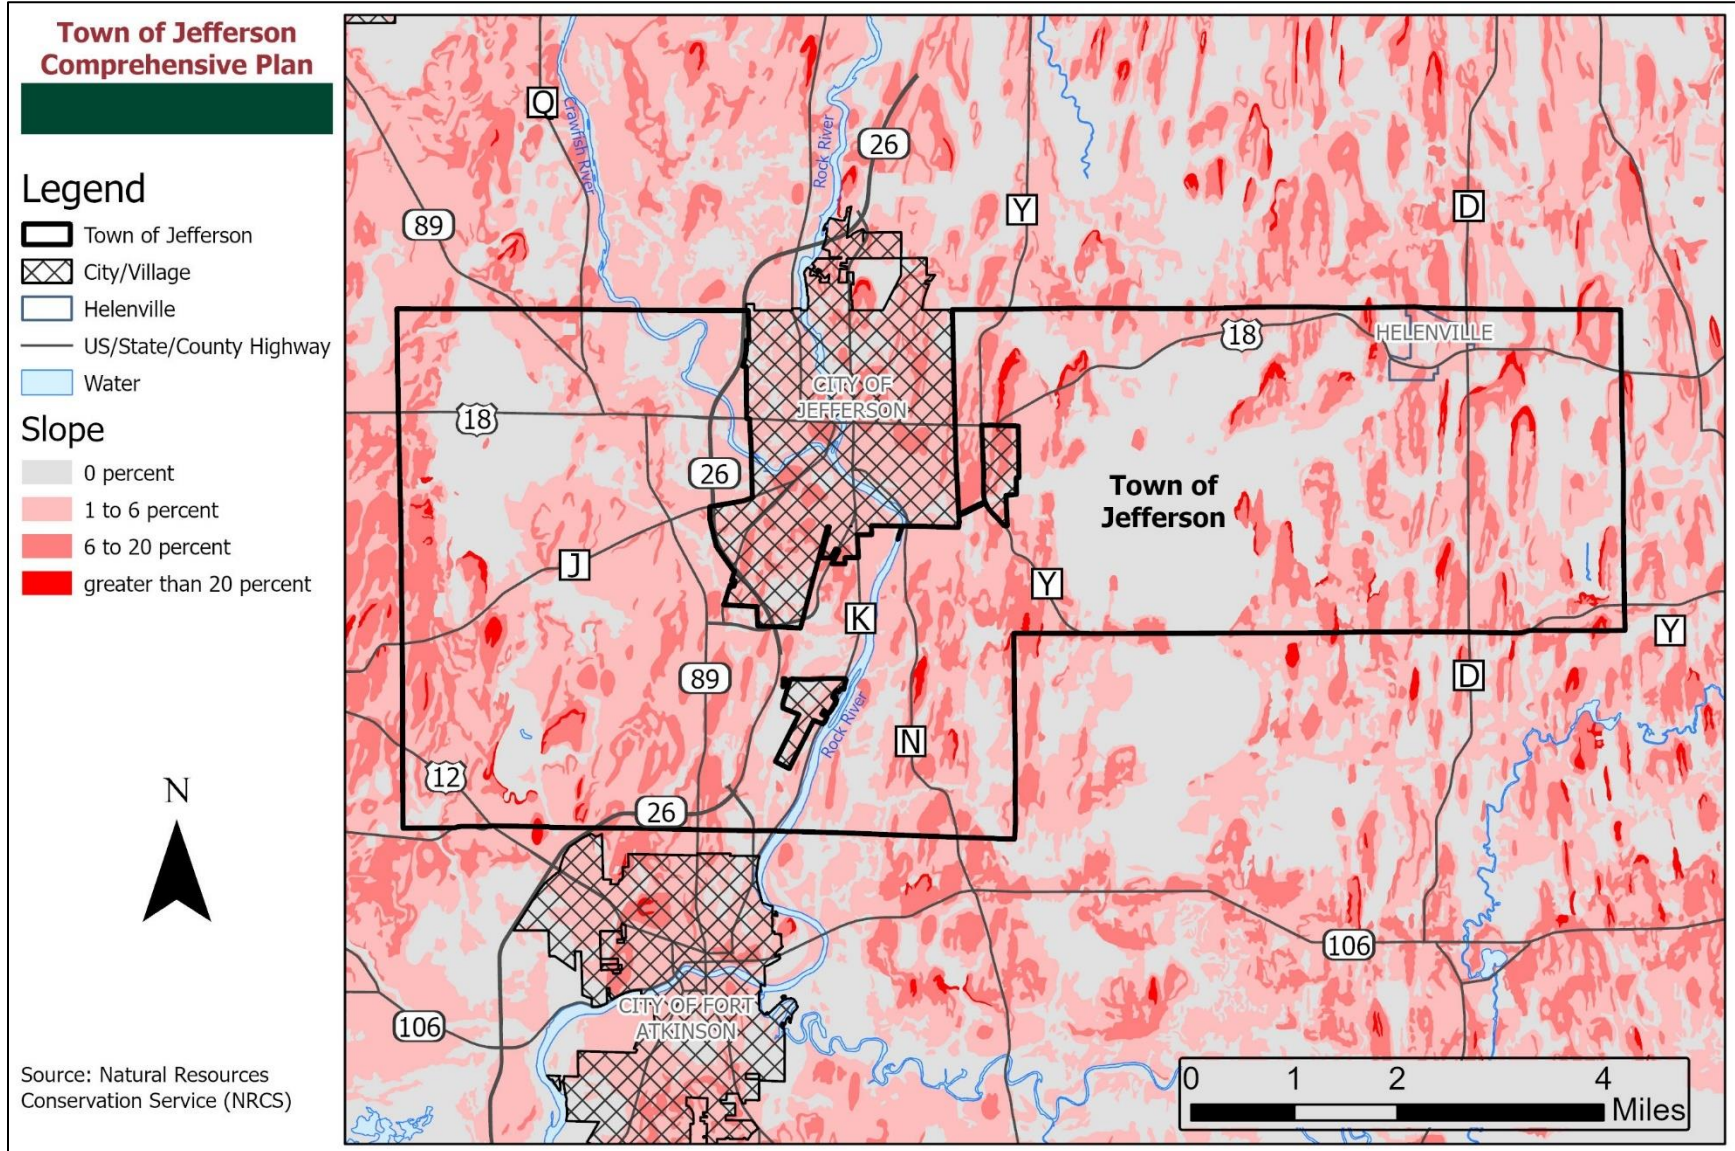 Town of Jefferson
Comprehensive Plan
Legend
Town of Jefferson
City/Village
Helenville
US/State/County Highway
Water
Slope
0 percent
1 to 6 percent
6 to 20 percent
greater than 20 percent
N
Source: Natural Resources
Conservation Service (NRCS)
Q
Crawfish River
Rock River
26
89
Y
D
18
HELENVILLE
CITY OF
JEFFERSON
18
26
Town of
Jefferson
J
Y
K
Y
89
D
Rock River
N
12
26
106
CITY OF FORT
ATKINSON
106
0 1 2 4
Miles